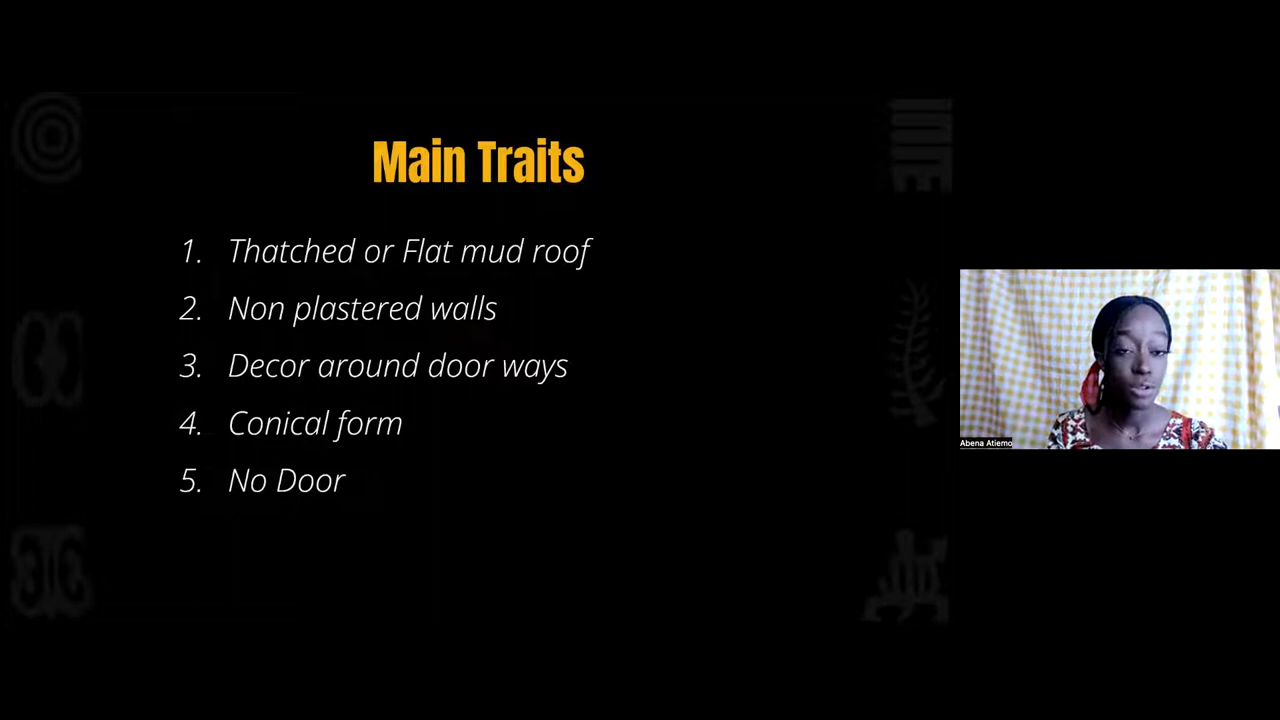 Main Traits
1. Thatched or Flat mud roof
2. Non plastered walls
3. Decor around door ways
4. Conical form
5. No Door
Abena Atiemo